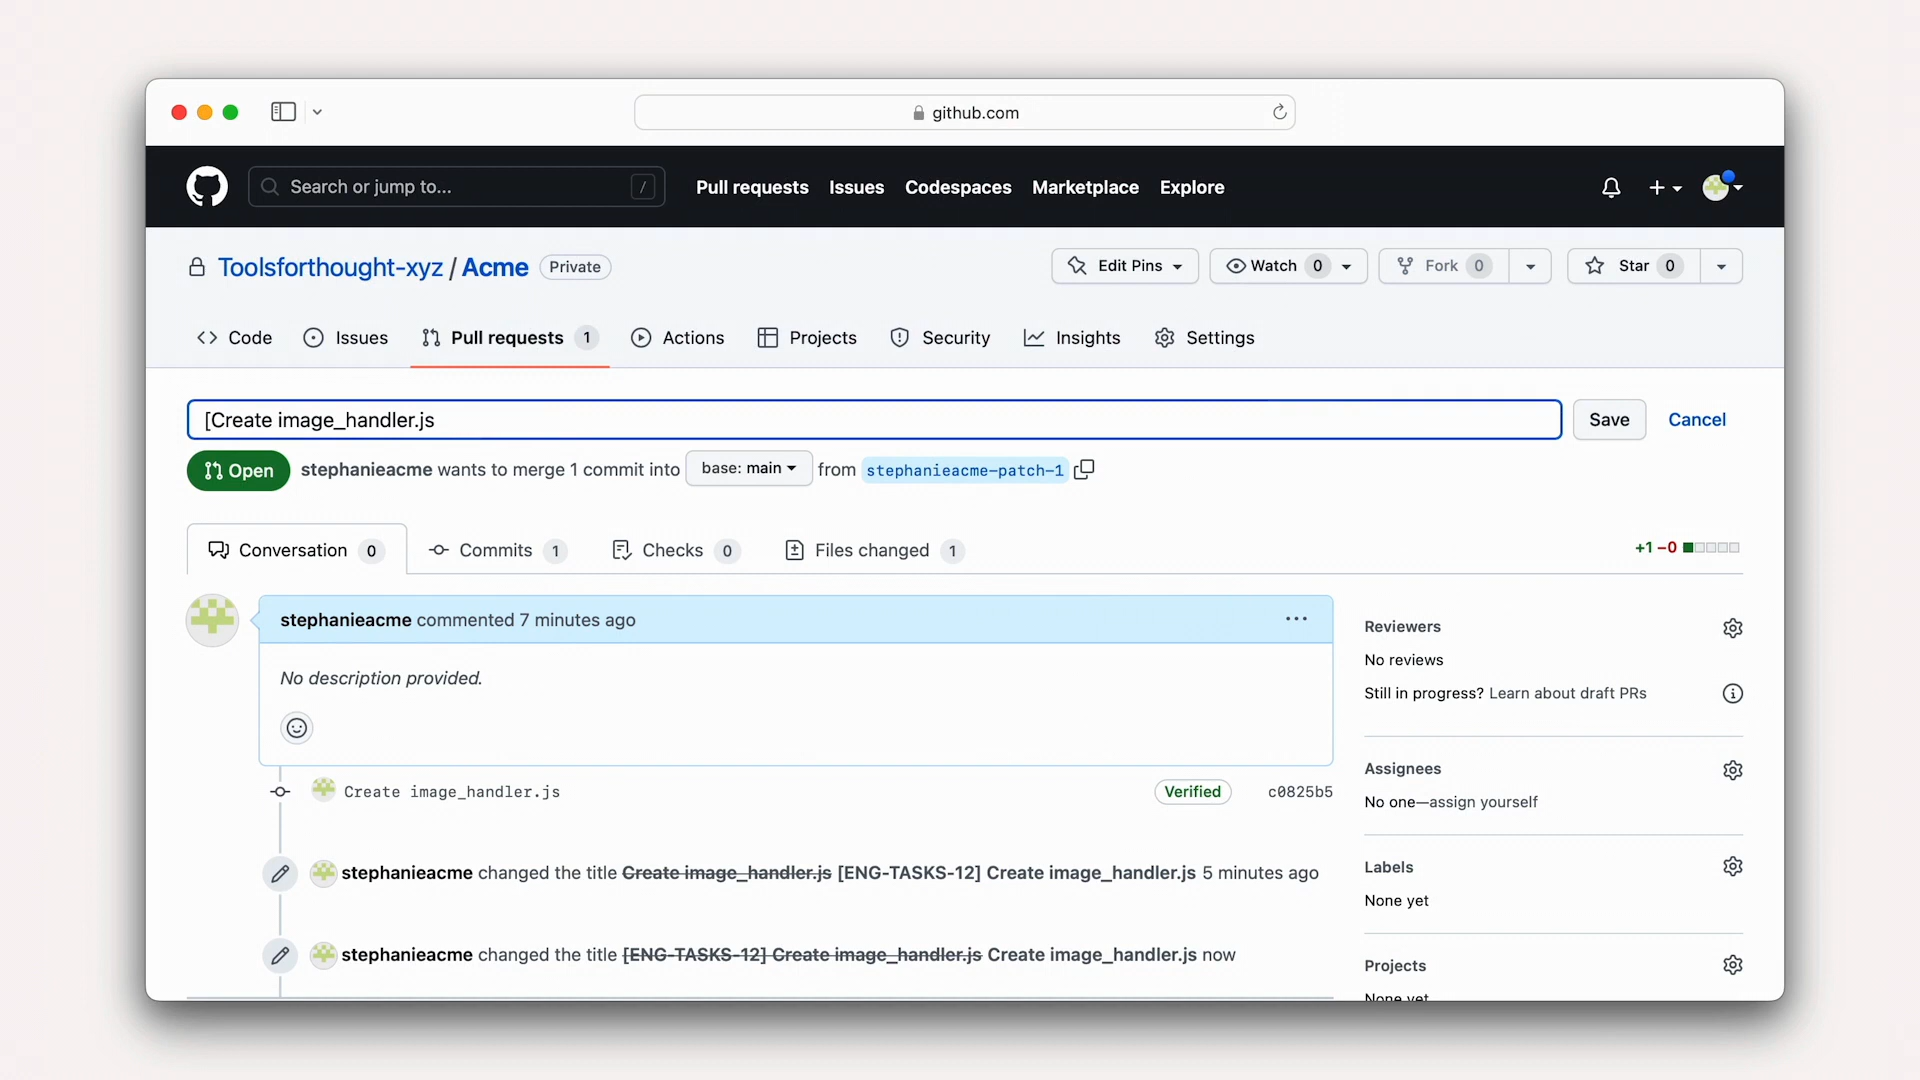 github.com
Search or jump to... /
Pull requests Issues Codespaces Marketplace Explore
Toolsforthought-xyz / Acme Private
Edit Pins Watch 0 Fork 0 Star 0
Code Issues Pull requests 1 Actions Projects Security Insights Settings
[Create image_handler.js Save Cancel
Open stephanieacme wants to merge 1 commit into base: main from stephanieacme-patch-1
Conversation 0 Commits 1 Checks 0 Files changed 1 +1 −0
stephanieacme commented 7 minutes ago
No description provided.
Create image_handler.js Verified c0825b5
stephanieacme changed the title Create image_handler.js [ENG-TASKS-12] Create image_handler.js 5 minutes ago
stephanieacme changed the title [ENG-TASKS-12] Create image_handler.js Create image_handler.js now
Reviewers
No reviews
Still in progress? Learn about draft PRs
Assignees
No one—assign yourself
Labels
None yet
Projects
None yet